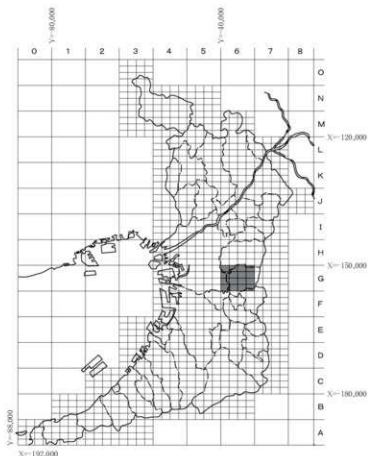 Y=-80,000
Y=-40,000
0 1 2 3 4 5 6 7 8
O
N
M
X=-120,000
L
K
J
I
H
X=-150,000
G
F
E
D
C
X=-180,000
B
Y=-88,000
A
X=-192,000